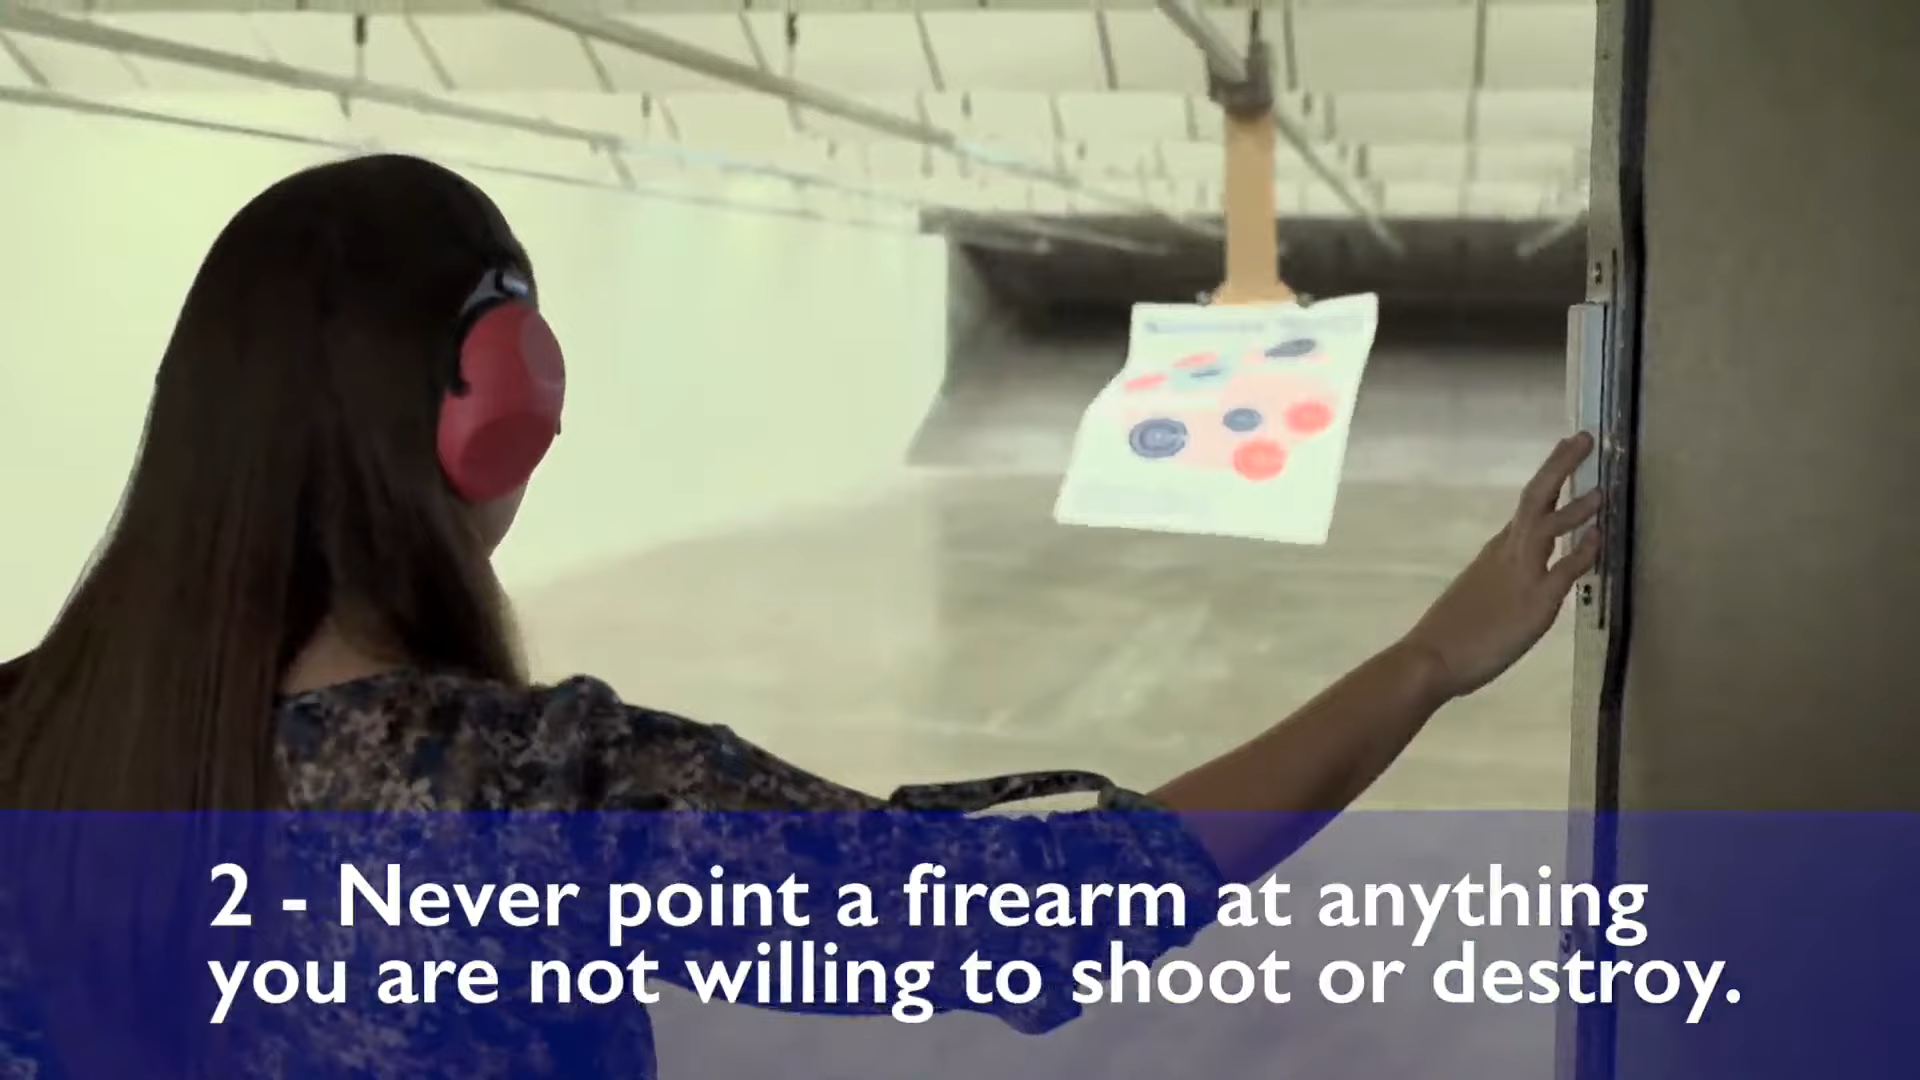 2 - Never point a firearm at anything
you are not willing to shoot or destroy.